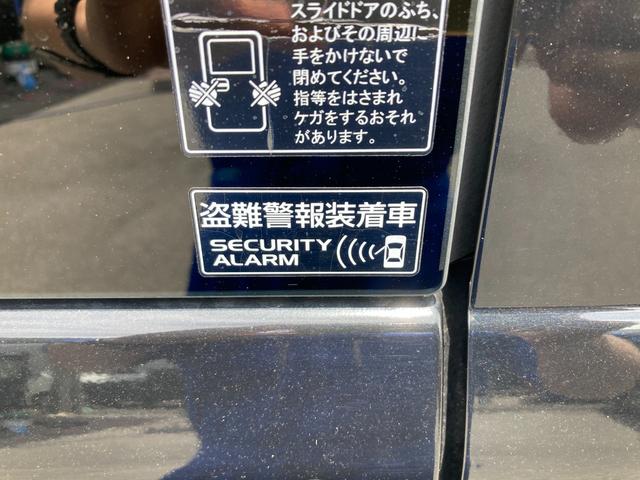 スライドドアのふち、
およびその周辺に
手をかけないで
閉めてください。
指等をはさまれ
ケガをするおそれ
があります。
盗難警報装着車
SECURITY
ALARM